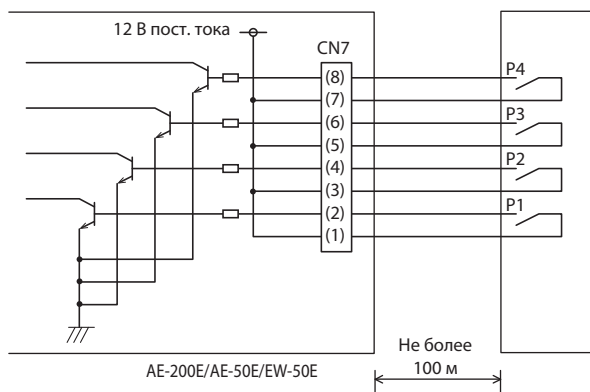 12 В пост. тока
CN7
(8)
P4
(7)
(6)
P3
(5)
(4)
P2
(3)
(2)
P1
(1)
AE-200E/AE-50E/EW-50E
Не более
100 м